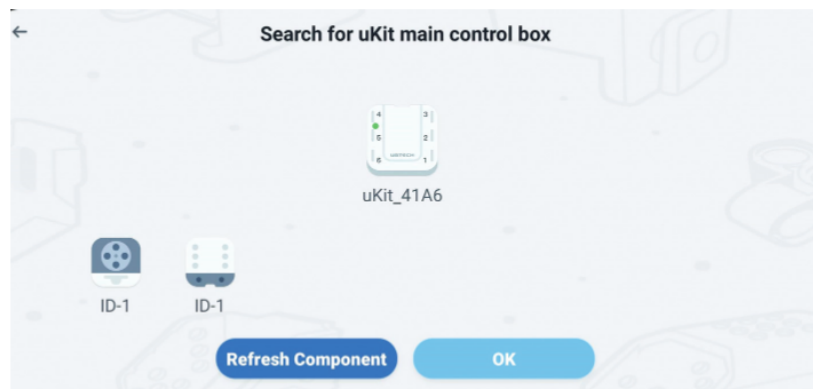 Search for uKit main control box
4 3
5 2
UBTECH
6 1
uKit_41A6
ID-1 ID-1
Refresh Component OK